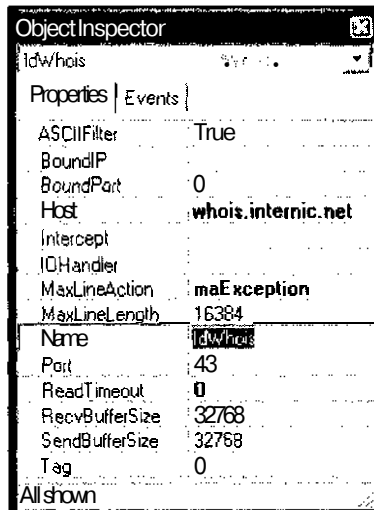 Object Inspector
IdWhois
Properties Events
ASCIIFilter True
BoundIP
BoundPort 0
Host whois.internic.net
Intercept
IOHandler
MaxLineAction maException
MaxLineLength 16384
Name IdWhois
Port 43
ReadTimeout 0
RecvBufferSize 32768
SendBufferSize 32768
Tag 0
All shown